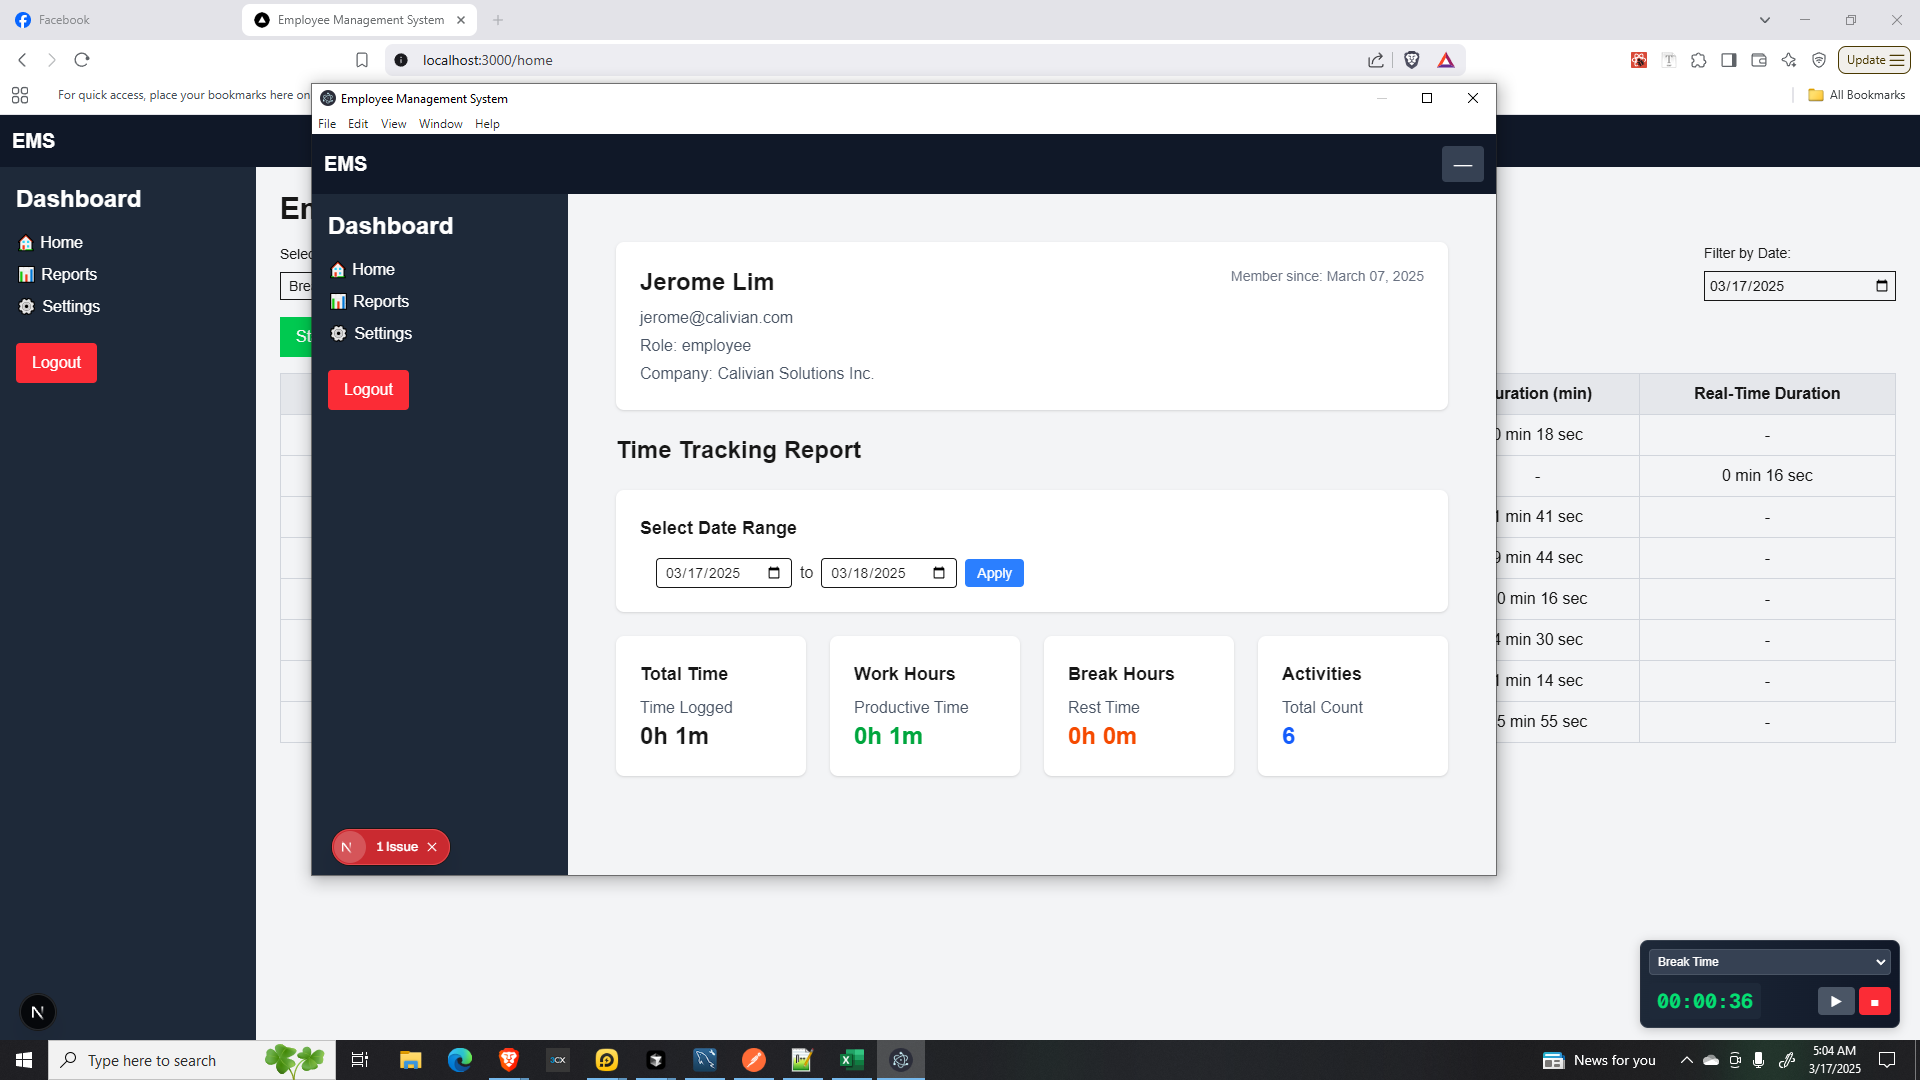 Facebook
Employee Management System
localhost:3000/home
Update
For quick access, place your bookmarks here on
All Bookmarks
EMS
Dashboard
Home
Reports
Settings
Logout
Filter by Date:
03/17/2025
uration (min)
Real-Time Duration
min 18 sec
-
-
0 min 16 sec
1 min 41 sec
-
9 min 44 sec
-
0 min 16 sec
-
4 min 30 sec
-
1 min 14 sec
-
5 min 55 sec
-
Employee Management System
File Edit View Window Help
EMS
—
Dashboard
Home
Reports
Settings
Logout
Jerome Lim
Member since: March 07, 2025
jerome@calivian.com
Role: employee
Company: Calivian Solutions Inc.
Time Tracking Report
Select Date Range
03/17/2025 to 03/18/2025 Apply
Total Time
Time Logged
0h 1m
Work Hours
Productive Time
0h 1m
Break Hours
Rest Time
0h 0m
Activities
Total Count
6
N 1 Issue
N
Break Time
00:00:36
Type here to search
News for you
5:04 AM
3/17/2025